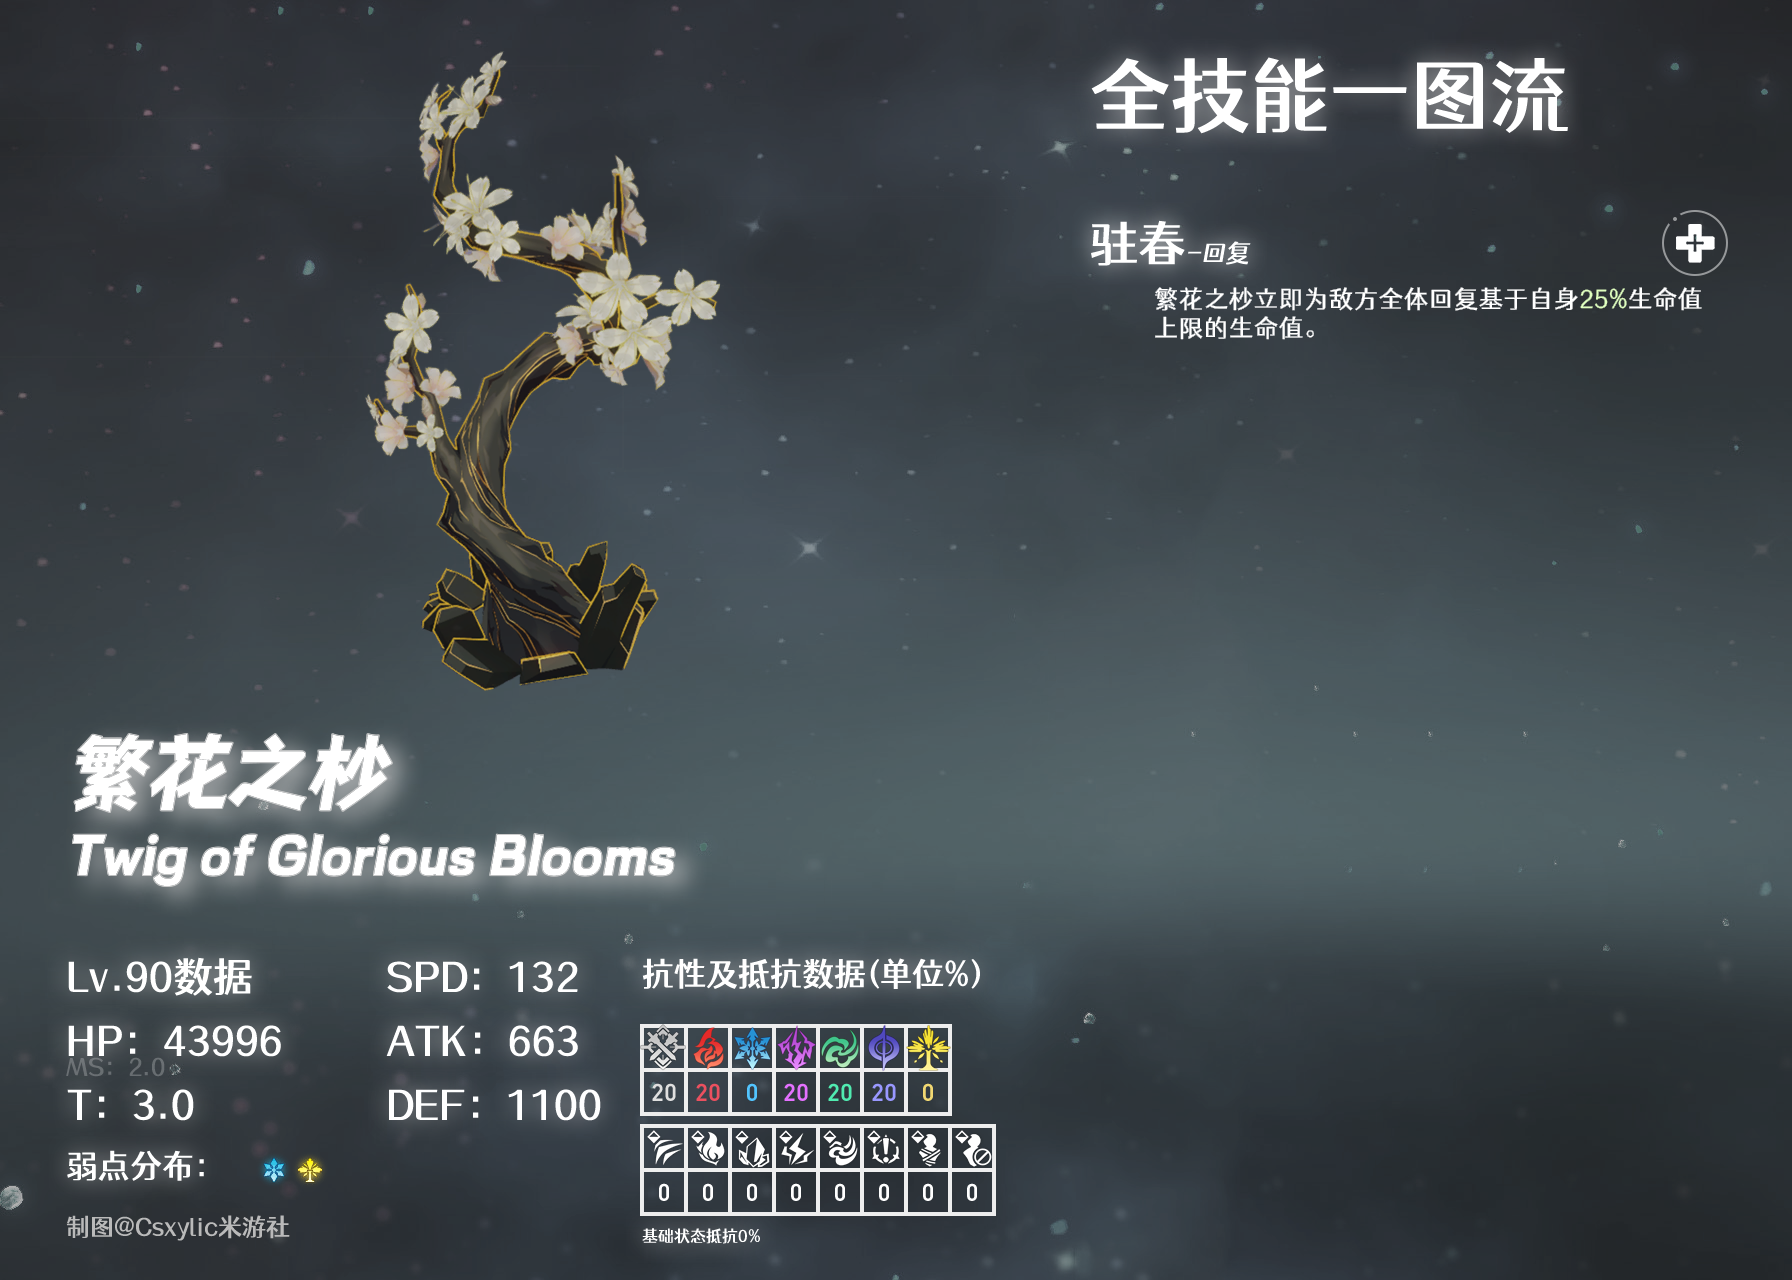 全技能一图流
驻春-回复
繁花之杪立即为敌方全体回复基于自身25%生命值
上限的生命值。
繁花之杪
Twig of Glorious Blooms
Lv.90数据
SPD: 132
HP: 43996
ATK: 663
MS: 2.0
T: 3.0
DEF: 1100
弱点分布:
制图@Csxylic米游社
抗性及抵抗数据(单位%)
20 20 0 20 20 20 0
0 0 0 0 0 0 0 0
基础状态抵抗0%